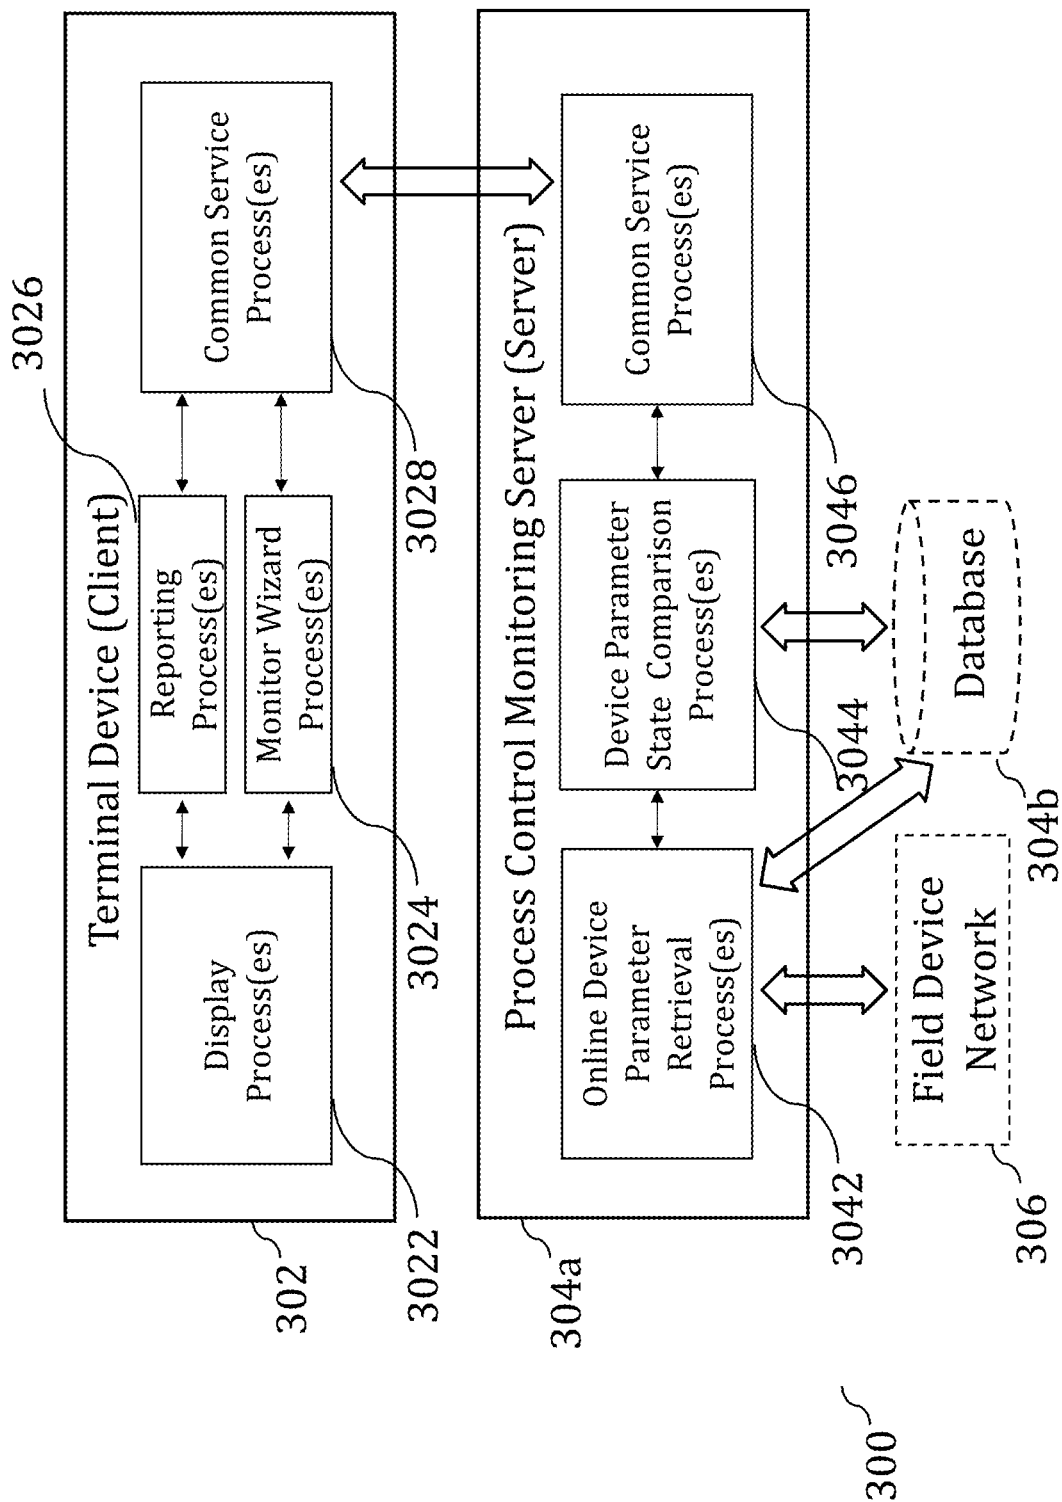 Terminal Device (Client)
3026
Display
Process(es)
Reporting
Process(es)
Monitor Wizard
Process(es)
Common Service
Process(es)
302
3022
3024
3028
Process Control Monitoring Server (Server)
304a
Online Device
Parameter
Retrieval
Process(es)
Device Parameter
State Comparison
Process(es)
Common Service
Process(es)
3042
3044
3046
Field Device
Network
Database
306
304b
300